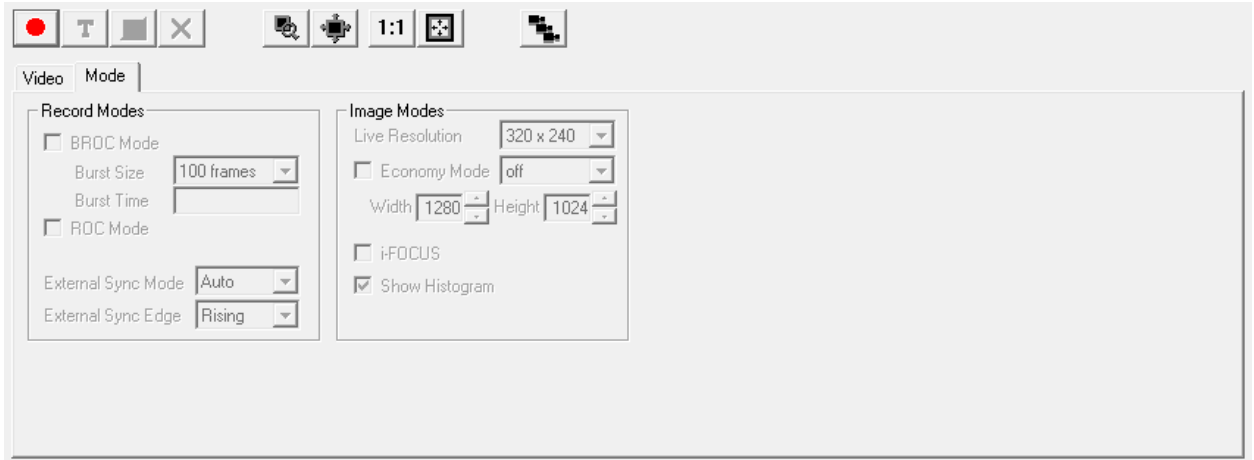 T 1:1
Video Mode
Record Modes
BROC Mode
Burst Size 100 frames
Burst Time
ROC Mode
External Sync Mode Auto
External Sync Edge Rising
Image Modes
Live Resolution 320 x 240
Economy Mode off
Width 1280 Height 1024
i-FOCUS
Show Histogram